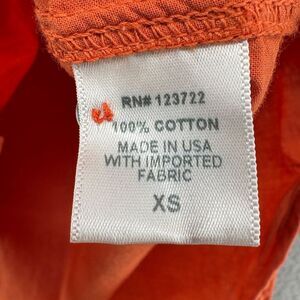 RN# 123722
100% COTTON
MADE IN USA
WITH IMPORTED
FABRIC
XS